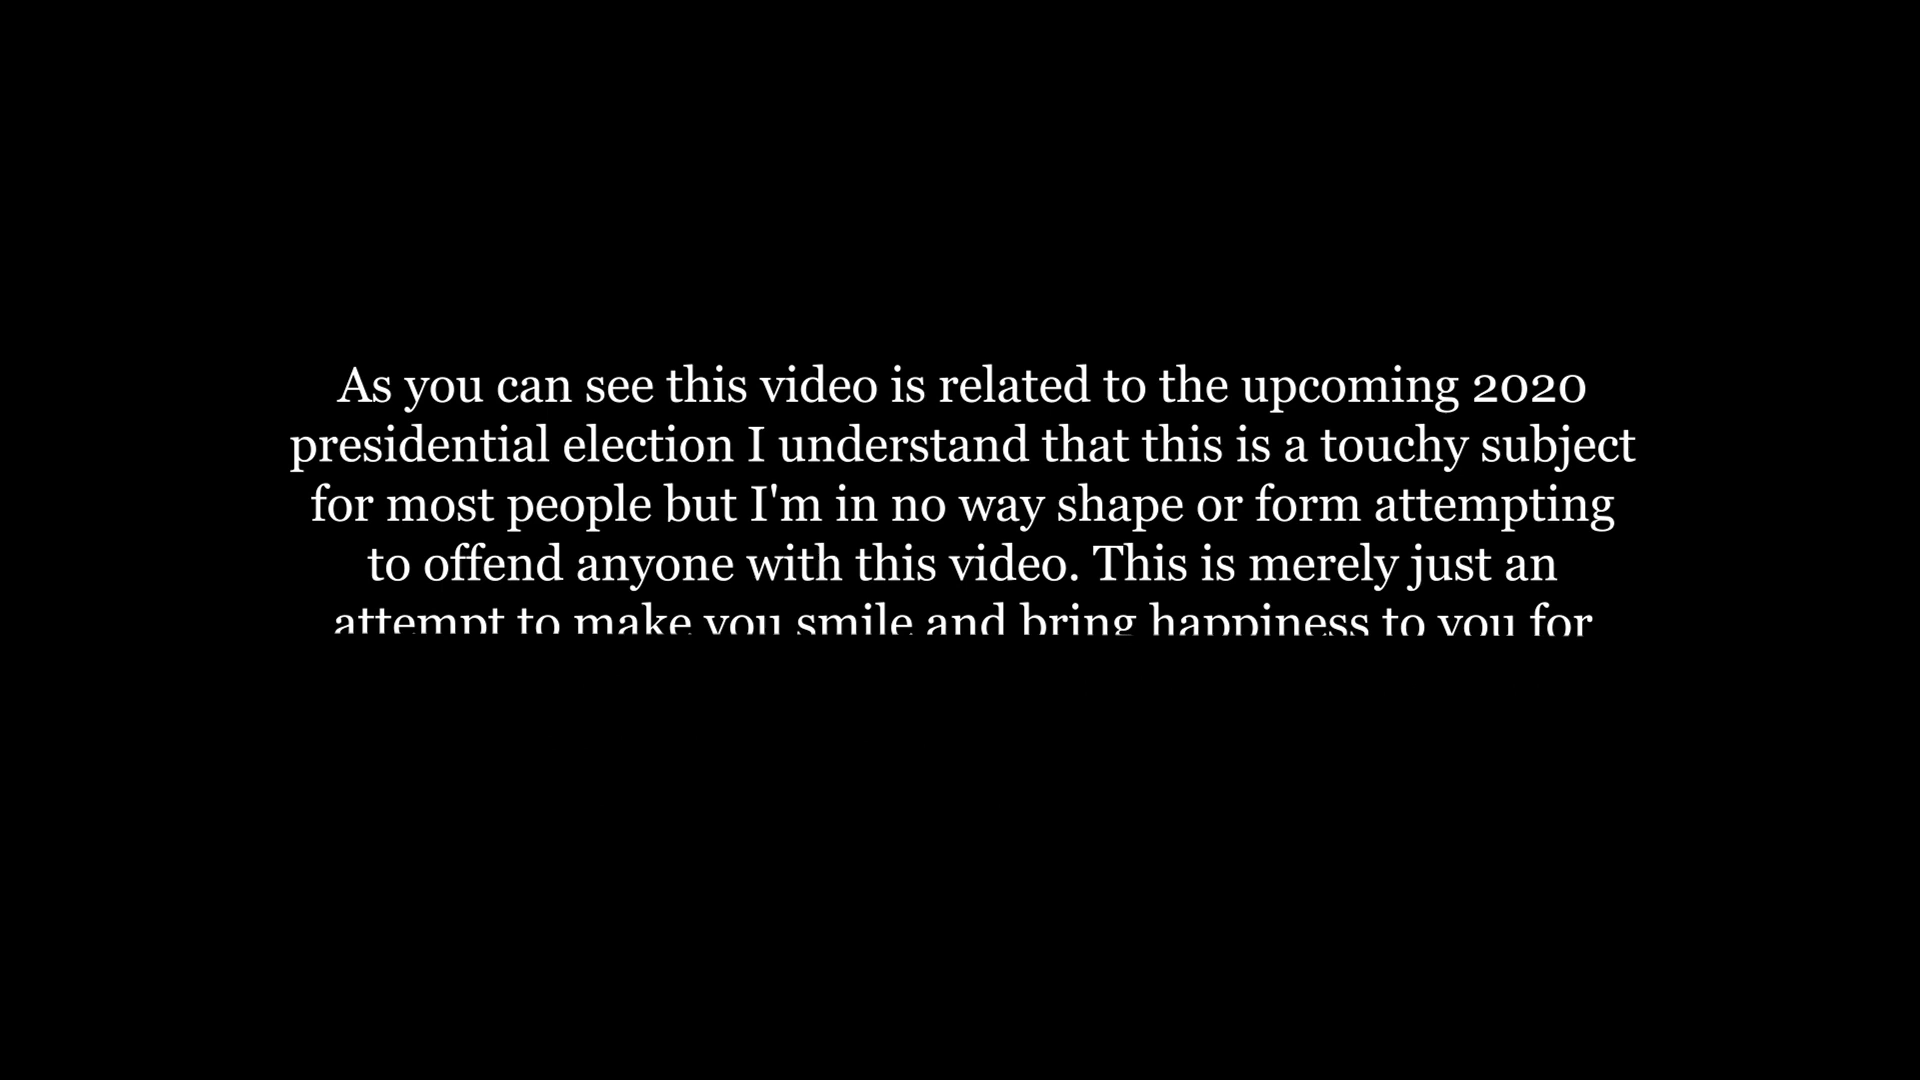 As you can see this video is related to the upcoming 2020
presidential election I understand that this is a touchy subject
for most people but I'm in no way shape or form attempting
to offend anyone with this video. This is merely just an
attempt to make you smile and bring happiness to you for